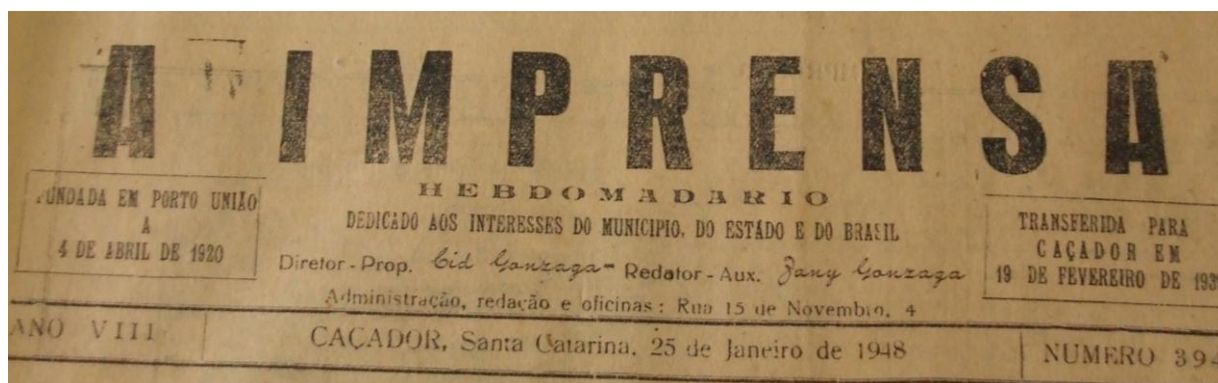 A IMPRENSA
HEBDOMADARIO
DEDICADO AOS INTERESSES DO MUNICIPIO, DO ESTADO E DO BRASIL
FUNDADA EM PORTO UNIÃO
A
4 DE ABRIL DE 1920
Diretor - Prop. Cid Gonzaga - Redator - Aux. Zany Gonzaga
Administração, redação e oficinas: Rua 15 de Novembro, 4
TRANSFERIDA PARA
CAÇADOR EM
19 DE FEVEREIRO DE
ANO VIII
CAÇADOR, Santa Catarina, 25 de Janeiro de 1948
NUMERO 394